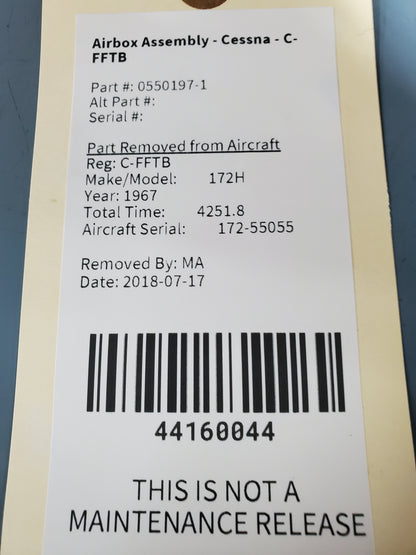 Airbox Assembly - Cessna - C-
FFTB
Part #: 0550197-1
Alt Part #:
Serial #:
Part Removed from Aircraft
Reg: C-FFTB
Make/Model: 172H
Year: 1967
Total Time: 4251.8
Aircraft Serial: 172-55055
Removed By: MA
Date: 2018-07-17
44160044
THIS IS NOT A
MAINTENANCE RELEASE